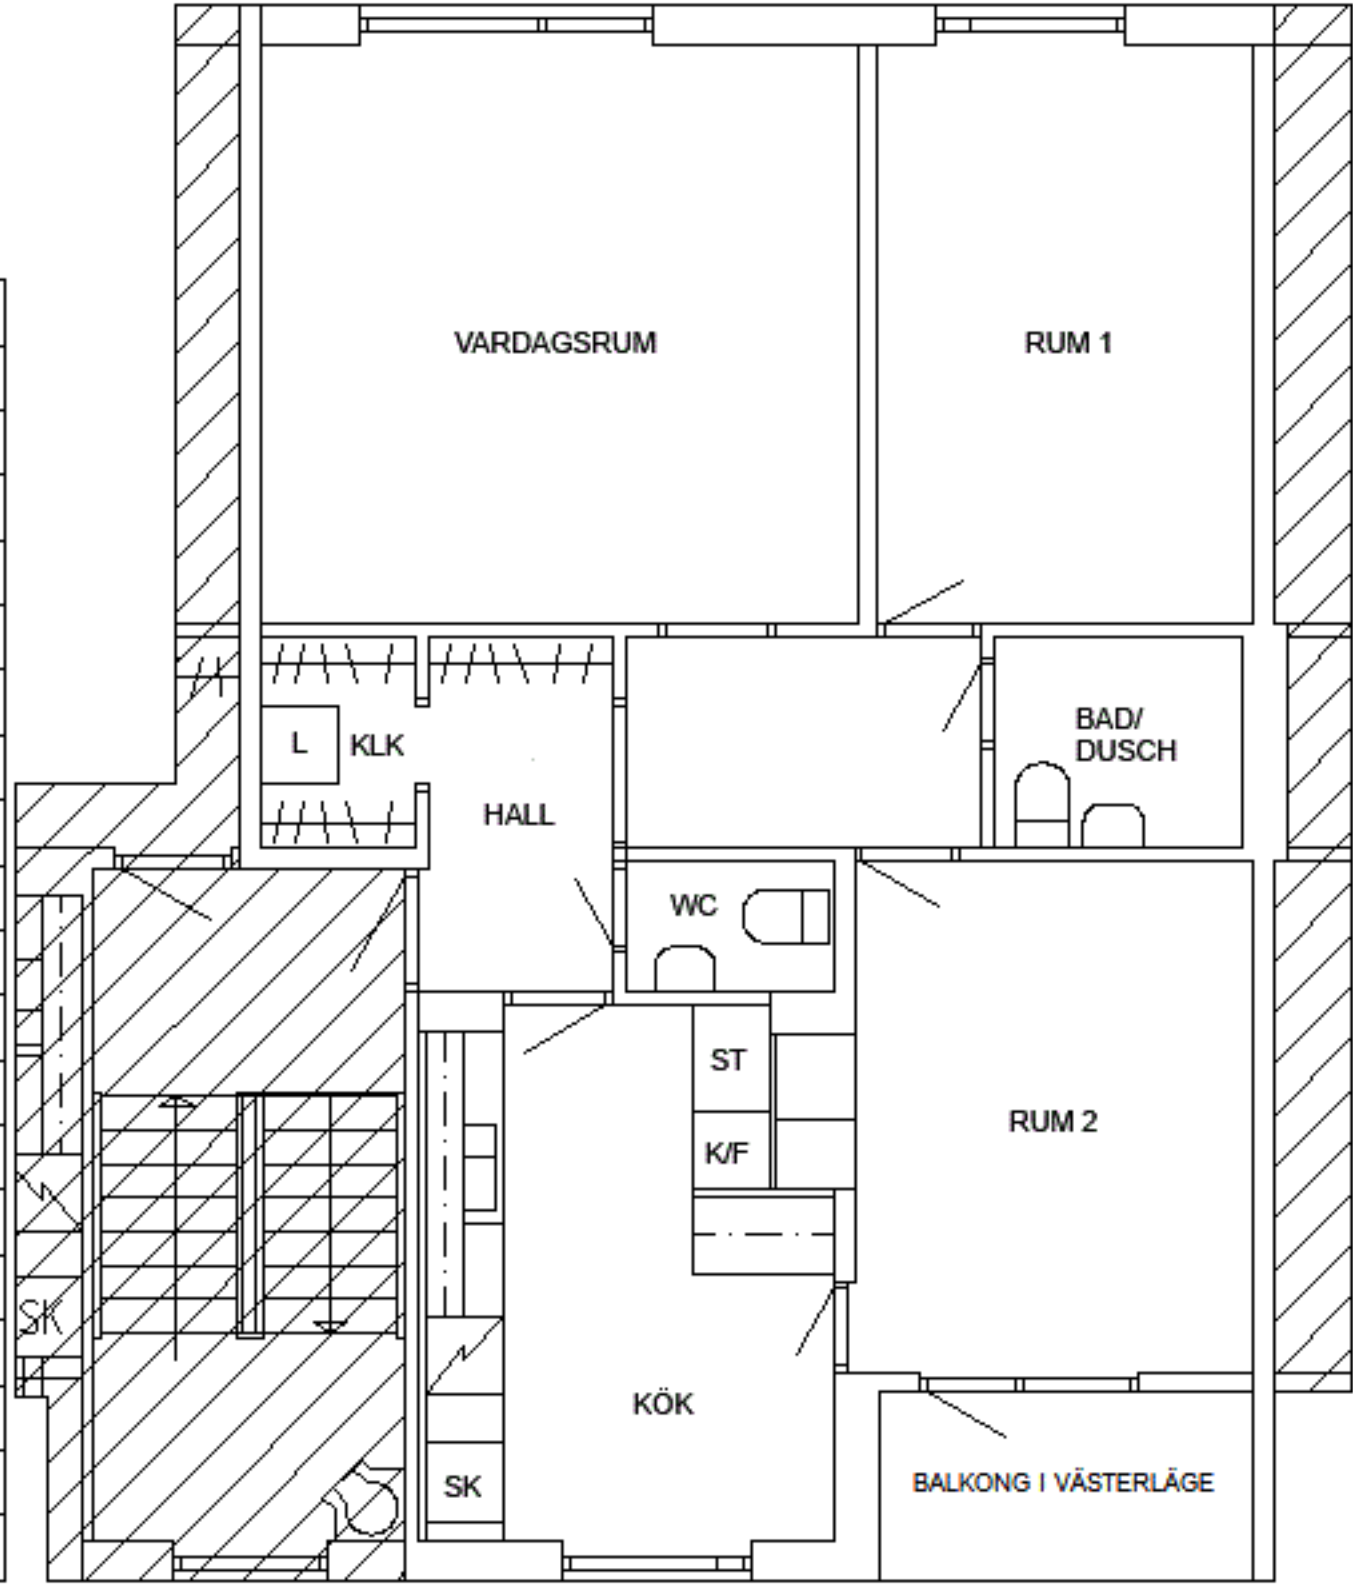 VARDAGSRUM
RUM 1
L
KLK
BAD/
DUSCH
HALL
WC
ST
K/F
RUM 2
SK
KÖK
SK
BALKONG I VÄSTERLÄGE